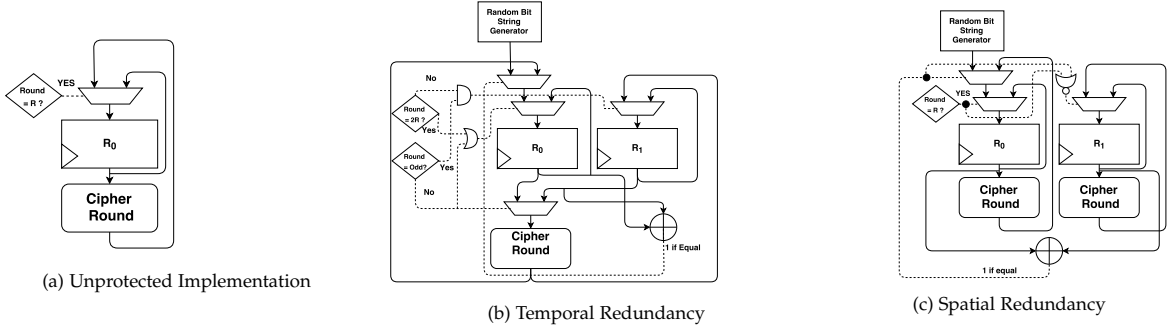 YES
Round
= R ?
R0
Cipher
Round
(a) Unprotected Implementation
Random Bit
String
Generator
No
Round
= 2R ?
Yes
Round
= Odd?
Yes
No
R0
R1
Cipher
Round
1 if Equal
(b) Temporal Redundancy
Random Bit
String
Generator
YES
Round
= R ?
R0
R1
Cipher
Round
Cipher
Round
1 if equal
(c) Spatial Redundancy